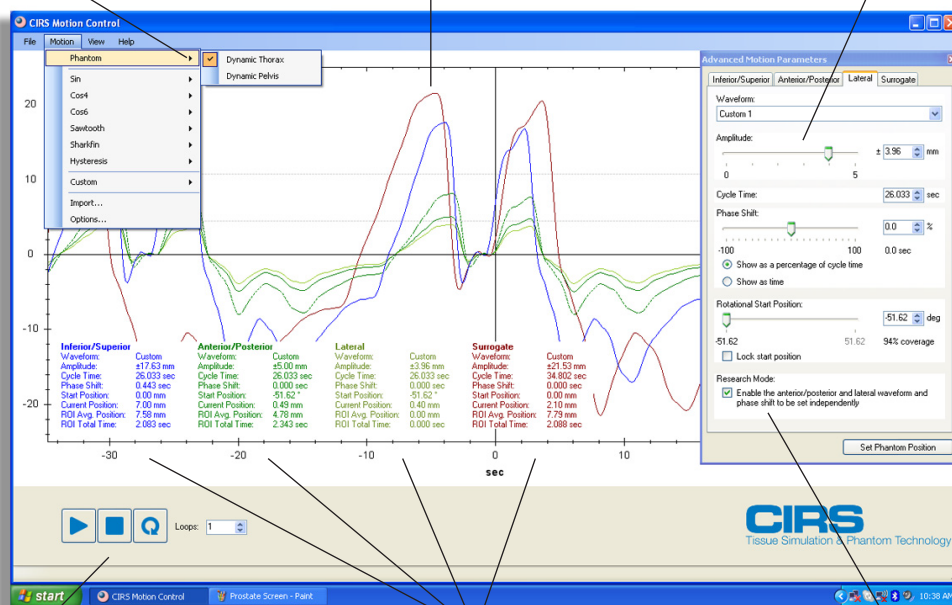 CIRS Motion Control
File Motion View Help
Phantom
Sin
Cos4
Cos6
Sawtooth
Sharkfin
Hysteresis
Custom
Import...
Options...
Dynamic Thorax
Dynamic Pelvis
20
10
0
-10
-20
-30 -20 -10 0 10
sec
Inferior/Superior
Waveform: Custom
Amplitude: ±17.63 mm
Cycle Time: 26.033 sec
Phase Shift: 0.443 sec
Start Position: 0.00 mm
Current Position: 7.00 mm
ROI Avg. Position: 7.58 mm
ROI Total Time: 2.083 sec
Anterior/Posterior
Waveform: Custom
Amplitude: ±5.00 mm
Cycle Time: 26.033 sec
Phase Shift: 0.000 sec
Start Position: -51.62 °
Current Position: 0.49 mm
ROI Avg. Position: 4.78 mm
ROI Total Time: 2.343 sec
Lateral
Waveform: Custom
Amplitude: ±3.96 mm
Cycle Time: 26.033 sec
Phase Shift: 0.000 sec
Start Position: -51.62 °
Current Position: 0.40 mm
ROI Avg. Position: 0.00 mm
ROI Total Time: 0.000 sec
Surrogate
Waveform: Custom
Amplitude: ±21.53 mm
Cycle Time: 34.802 sec
Phase Shift: 0.000 sec
Start Position: 0.00 mm
Current Position: 2.10 mm
ROI Avg. Position: 7.79 mm
ROI Total Time: 2.088 sec
Advanced Motion Parameters
Inferior/Superior Anterior/Posterior Lateral Surrogate
Waveform:
Custom 1
Amplitude:
± 3.96 mm
0 5
Cycle Time: 26.033 sec
Phase Shift:
0.0 %
-100 100 0.0 sec
Show as a percentage of cycle time
Show as time
Rotational Start Position:
-51.62 deg
-51.62 51.62 94% coverage
Lock start position
Research Mode:
Enable the anterior/posterior and lateral waveform and
phase shift to be set independently
Set Phantom Position
Loops: 1
CIRS
Tissue Simulation & Phantom Technology
start CIRS Motion Control Prostate Screen - Paint 10:38 AM